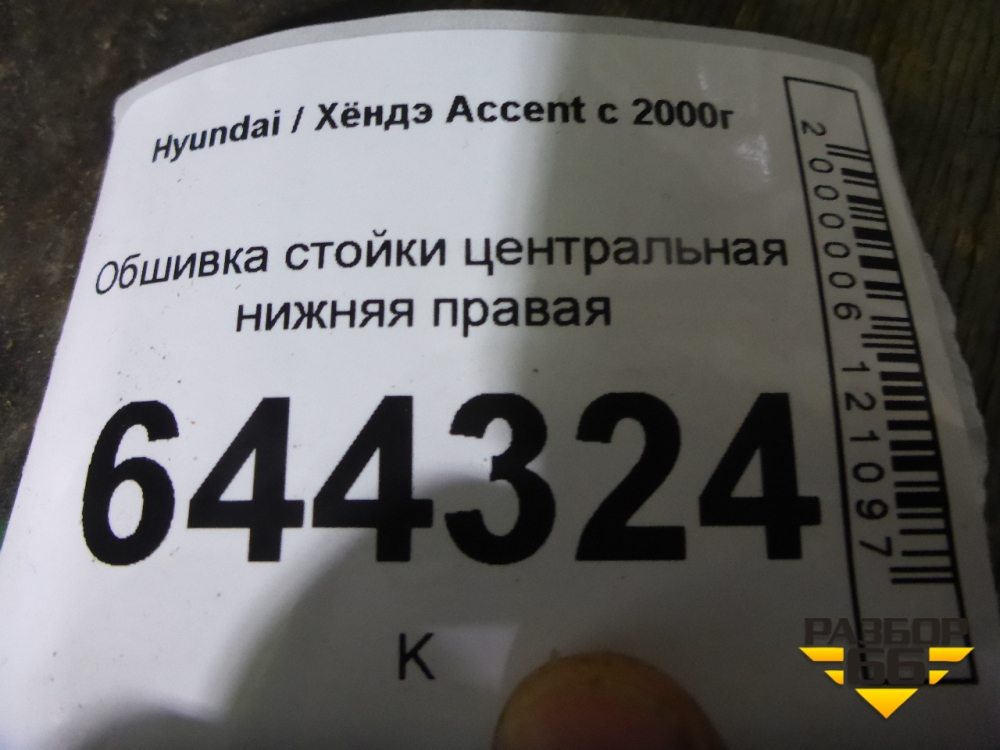 Hyundai / Хёндэ Accent с 2000г
Обшивка стойки центральная
нижняя правая
644324
К
2000006121097
РАЗБОР
66